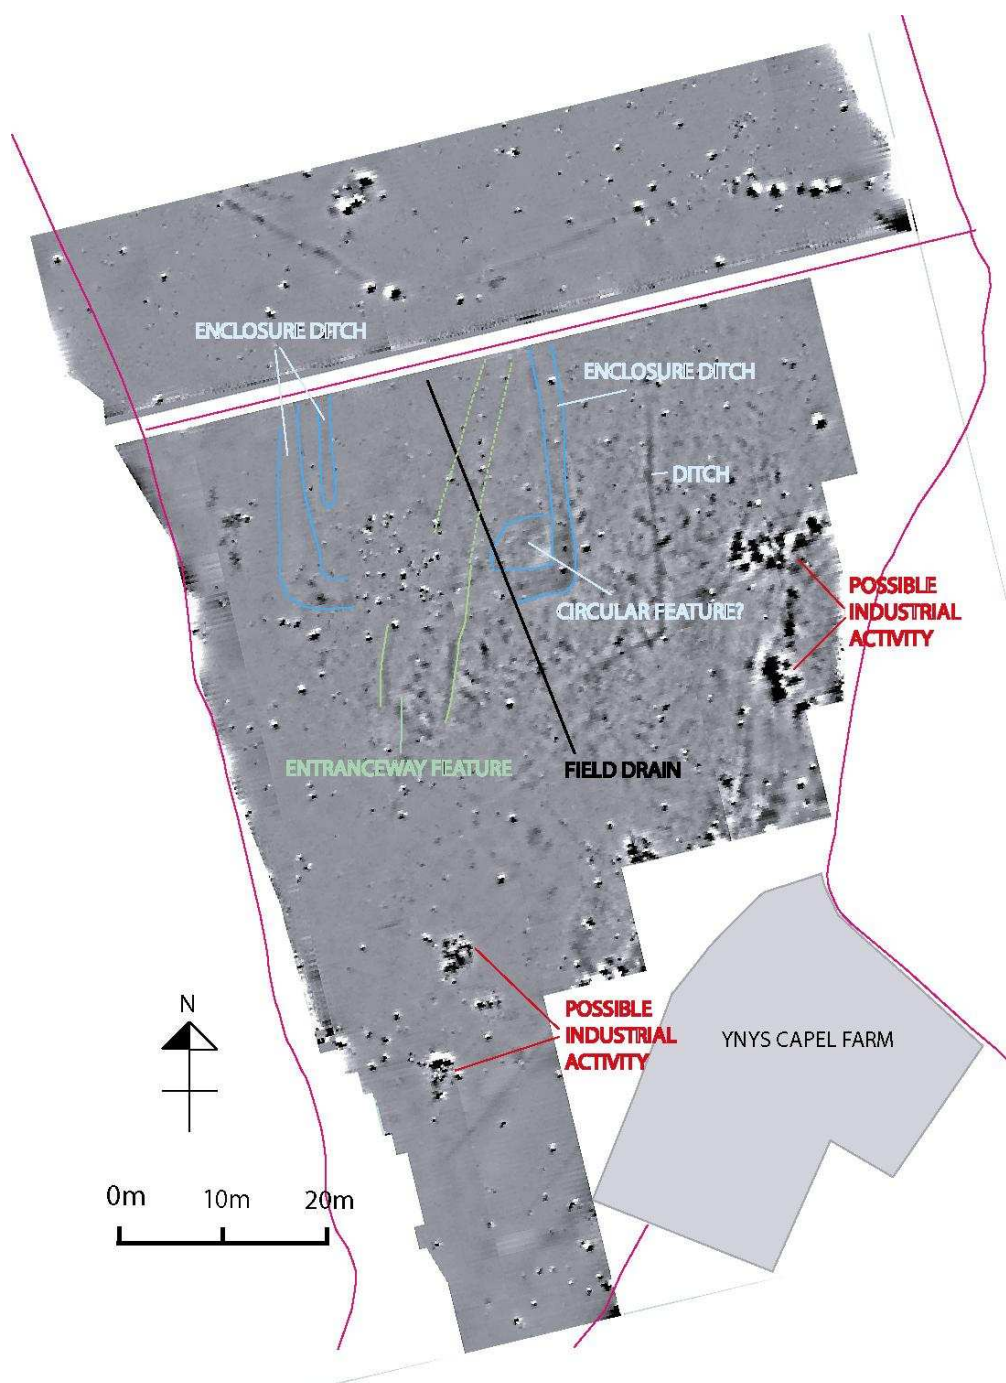 ENCLOSURE DITCH
ENCLOSURE DITCH
DITCH
POSSIBLE
INDUSTRIAL
ACTIVITY
CIRCULAR FEATURE?
ENTRANCEWAY FEATURE
FIELD DRAIN
POSSIBLE
INDUSTRIAL
ACTIVITY
YNYS CAPEL FARM
N
0m 10m 20m